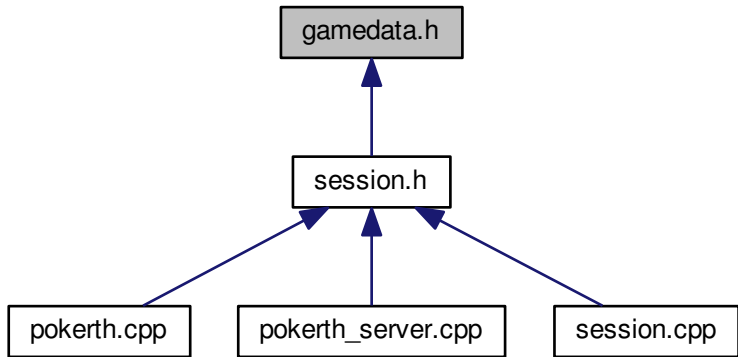 gamedata.h
session.h
pokerth.cpp
pokerth_server.cpp
session.cpp